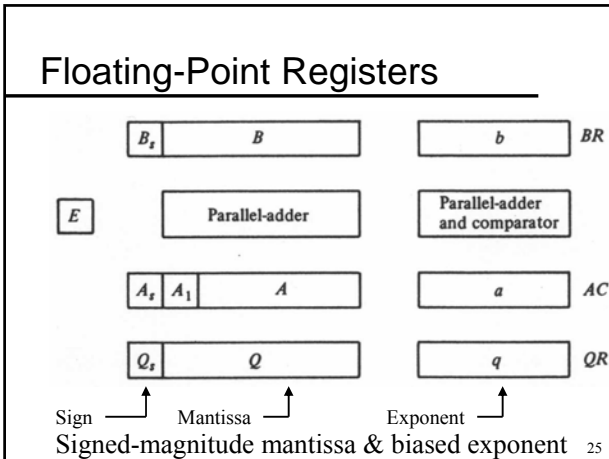 Floating-Point Registers
Bs B b BR
E Parallel-adder Parallel-adder
and comparator
As A1 A a AC
Qs Q q QR
Sign Mantissa Exponent
Signed-magnitude mantissa & biased exponent 25